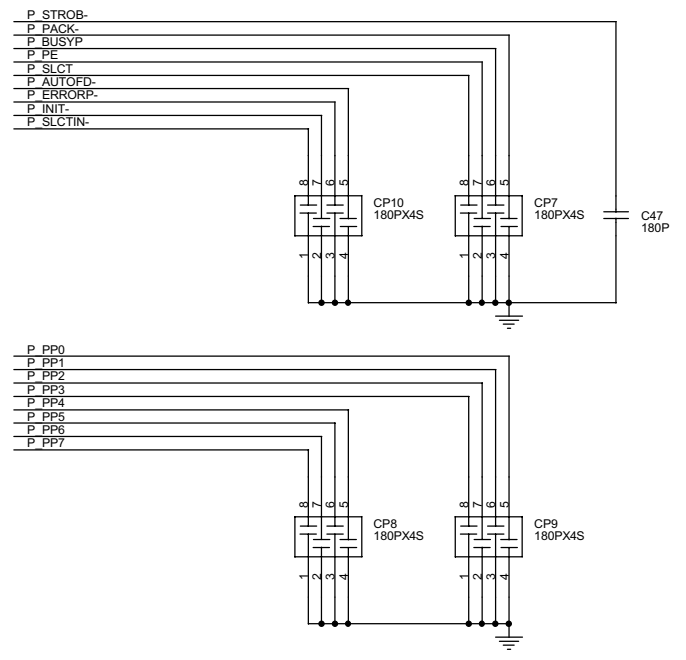 P_STROB-
P_PACK-
P_BUSYP
P_PE
P_SLCT
P_AUTOFD-
P_ERRORP-
P_INIT-
P_SLCTIN-
8 7 6 5
8 7 6 5
CP10
180PX4S
CP7
180PX4S
C47
180P
1 2 3 4
1 2 3 4
P_PP0
P_PP1
P_PP2
P_PP3
P_PP4
P_PP5
P_PP6
P_PP7
8 7 6 5
8 7 6 5
CP8
180PX4S
CP9
180PX4S
1 2 3 4
1 2 3 4